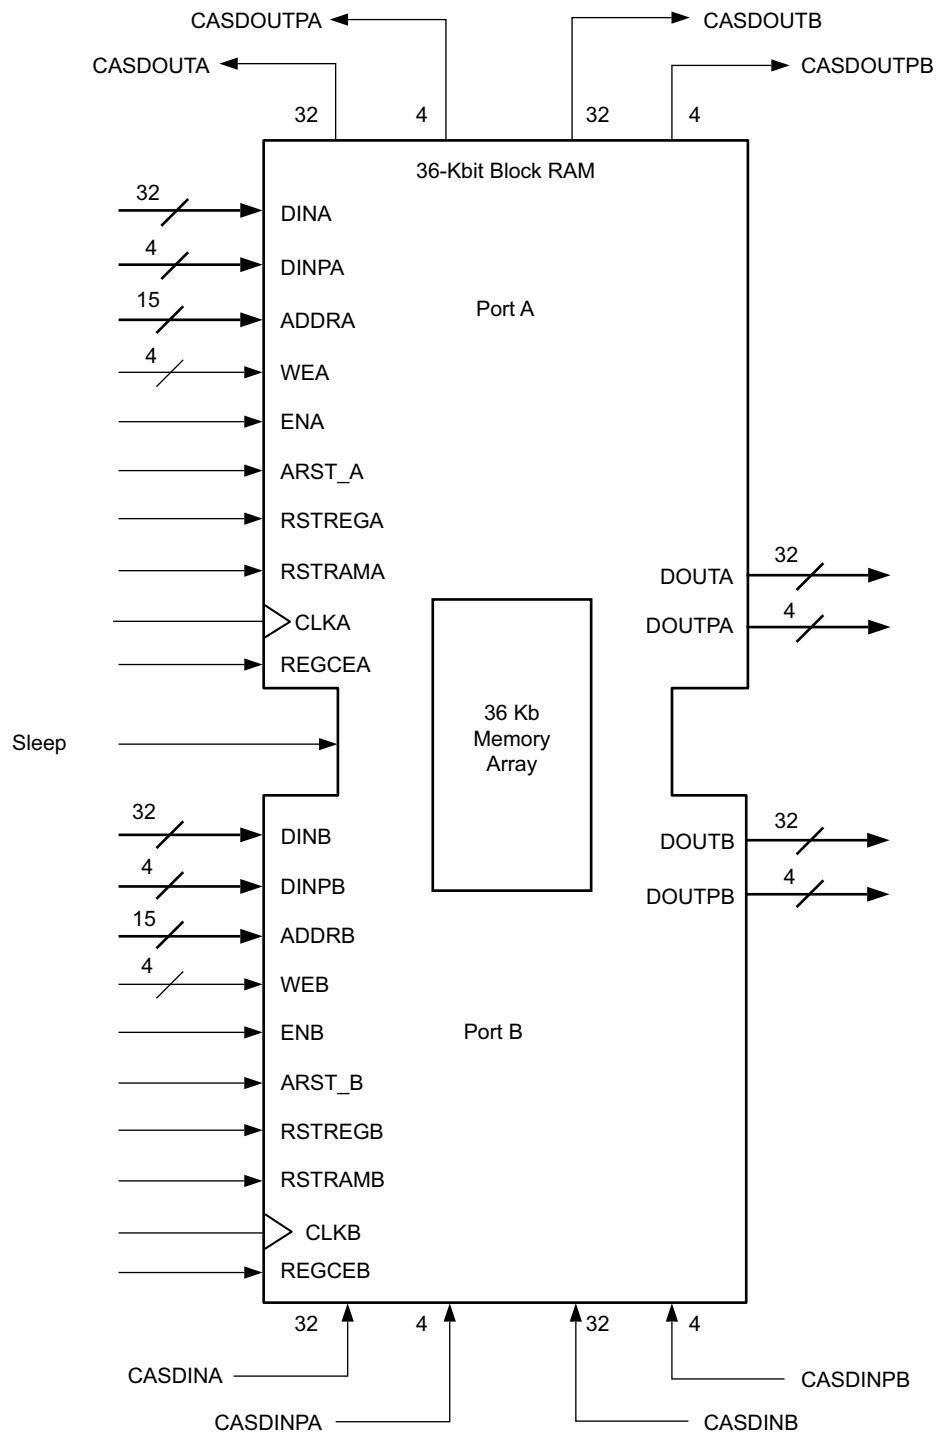 CASDOUTPA
CASDOUTB
CASDOUTA
CASDOUTPB
32
4
32
4
36-Kbit Block RAM
32
DINA
4
DINPA
15
ADDRA
Port A
4
WEA
ENA
ARST_A
RSTREGA
RSTRAMA
CLKA
REGCEA
DOUTA
32
DOUTPA
4
36 Kb
Memory
Array
Sleep
32
DINB
4
DINPB
15
ADDRB
4
WEB
ENB
ARST_B
RSTREGB
RSTRAMB
CLKB
REGCEB
DOUTB
32
DOUTPB
4
Port B
32
4
32
4
CASDINA
CASDINPB
CASDINPA
CASDINB